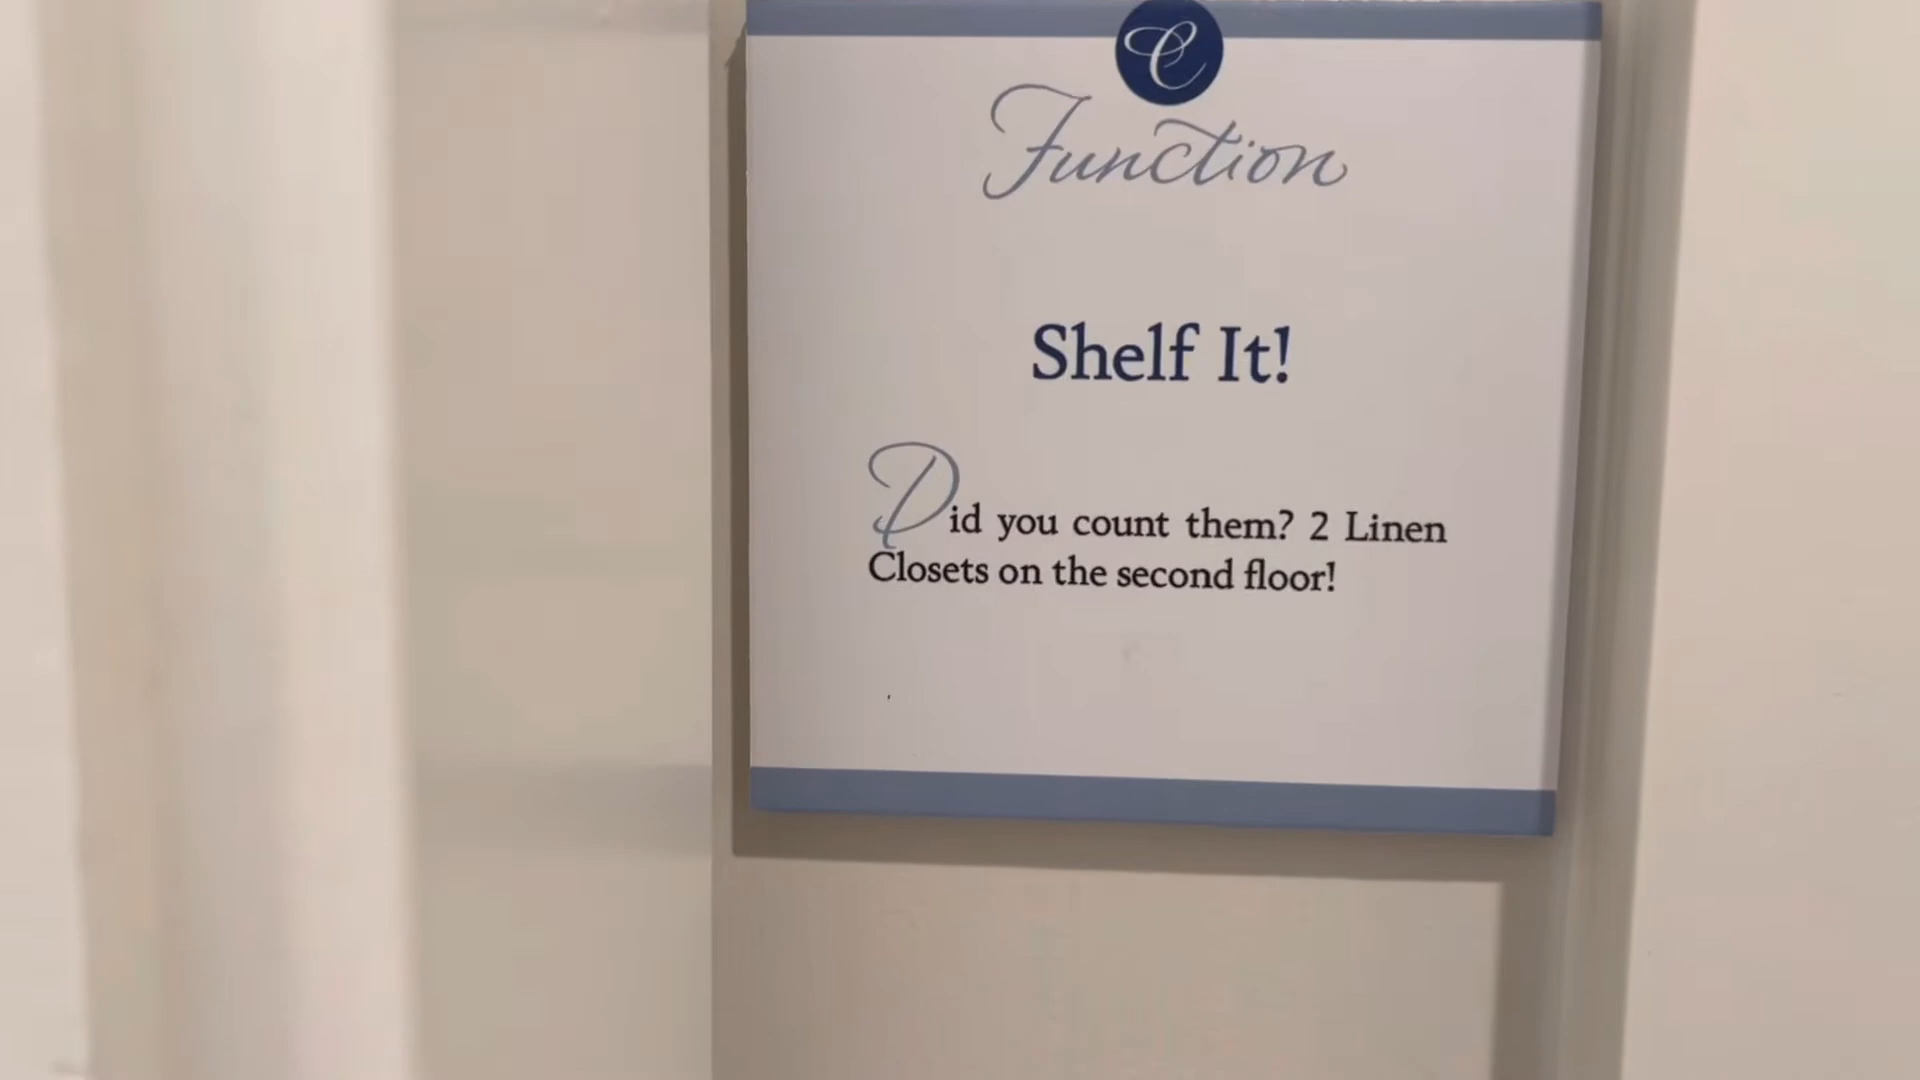 C
Function
Shelf It!
Did you count them? 2 Linen
Closets on the second floor!